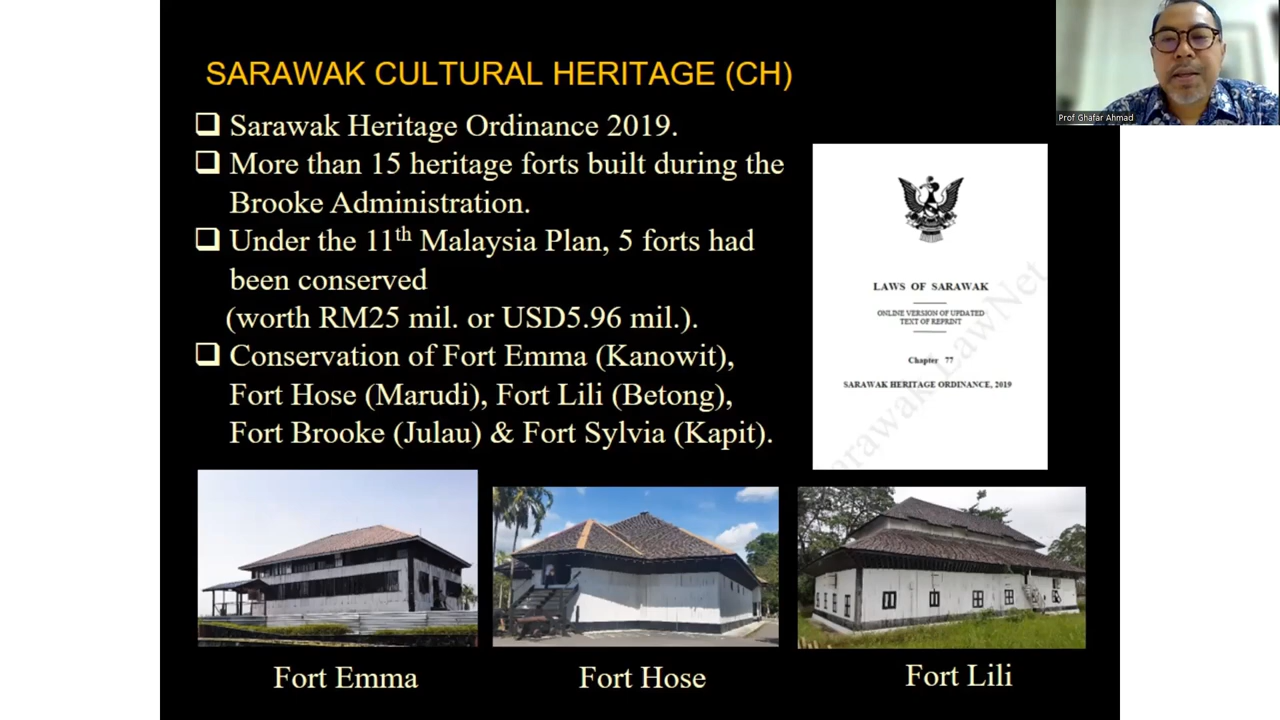 SARAWAK CULTURAL HERITAGE (CH)
Sarawak Heritage Ordinance 2019.
More than 15 heritage forts built during the
Brooke Administration.
Under the 11th Malaysia Plan, 5 forts had
been conserved
(worth RM25 mil. or USD5.96 mil.).
Conservation of Fort Emma (Kanowit),
Fort Hose (Marudi), Fort Lili (Betong),
Fort Brooke (Julau) & Fort Sylvia (Kapit).
Prof Ghafar Ahmad
LAWS OF SARAWAK
ONLINE VERSION OF UPDATED
TEXT OF REPRINT
Chapter 77
SARAWAK HERITAGE ORDINANCE, 2019
arawak LawNet
Fort Emma
Fort Hose
Fort Lili